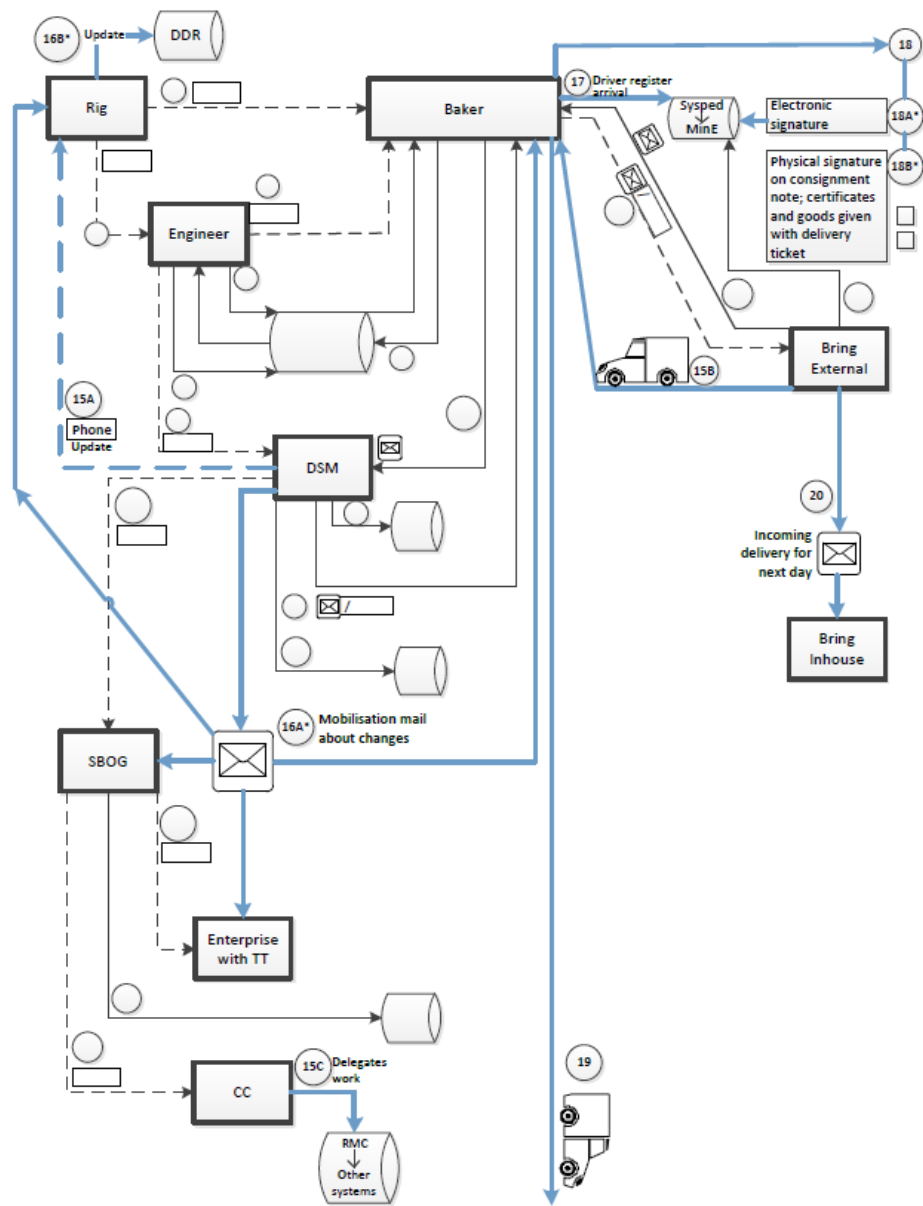 16B*
Update
DDR
18
Rig
Baker
17
Driver register
arrival
Sysped
MinE
Electronic
signature
18A*
18B*
Physical signature
on consignment
note; certificates
and goods given
with delivery
ticket
Engineer
/
Bring
External
15B
15A
Phone
Update
DSM
20
Incoming
delivery for
next day
/
Bring
Inhouse
16A*
Mobilisation mail
about changes
SBOG
Enterprise
with TT
19
15C
Delegates
work
CC
RMC
Other
systems